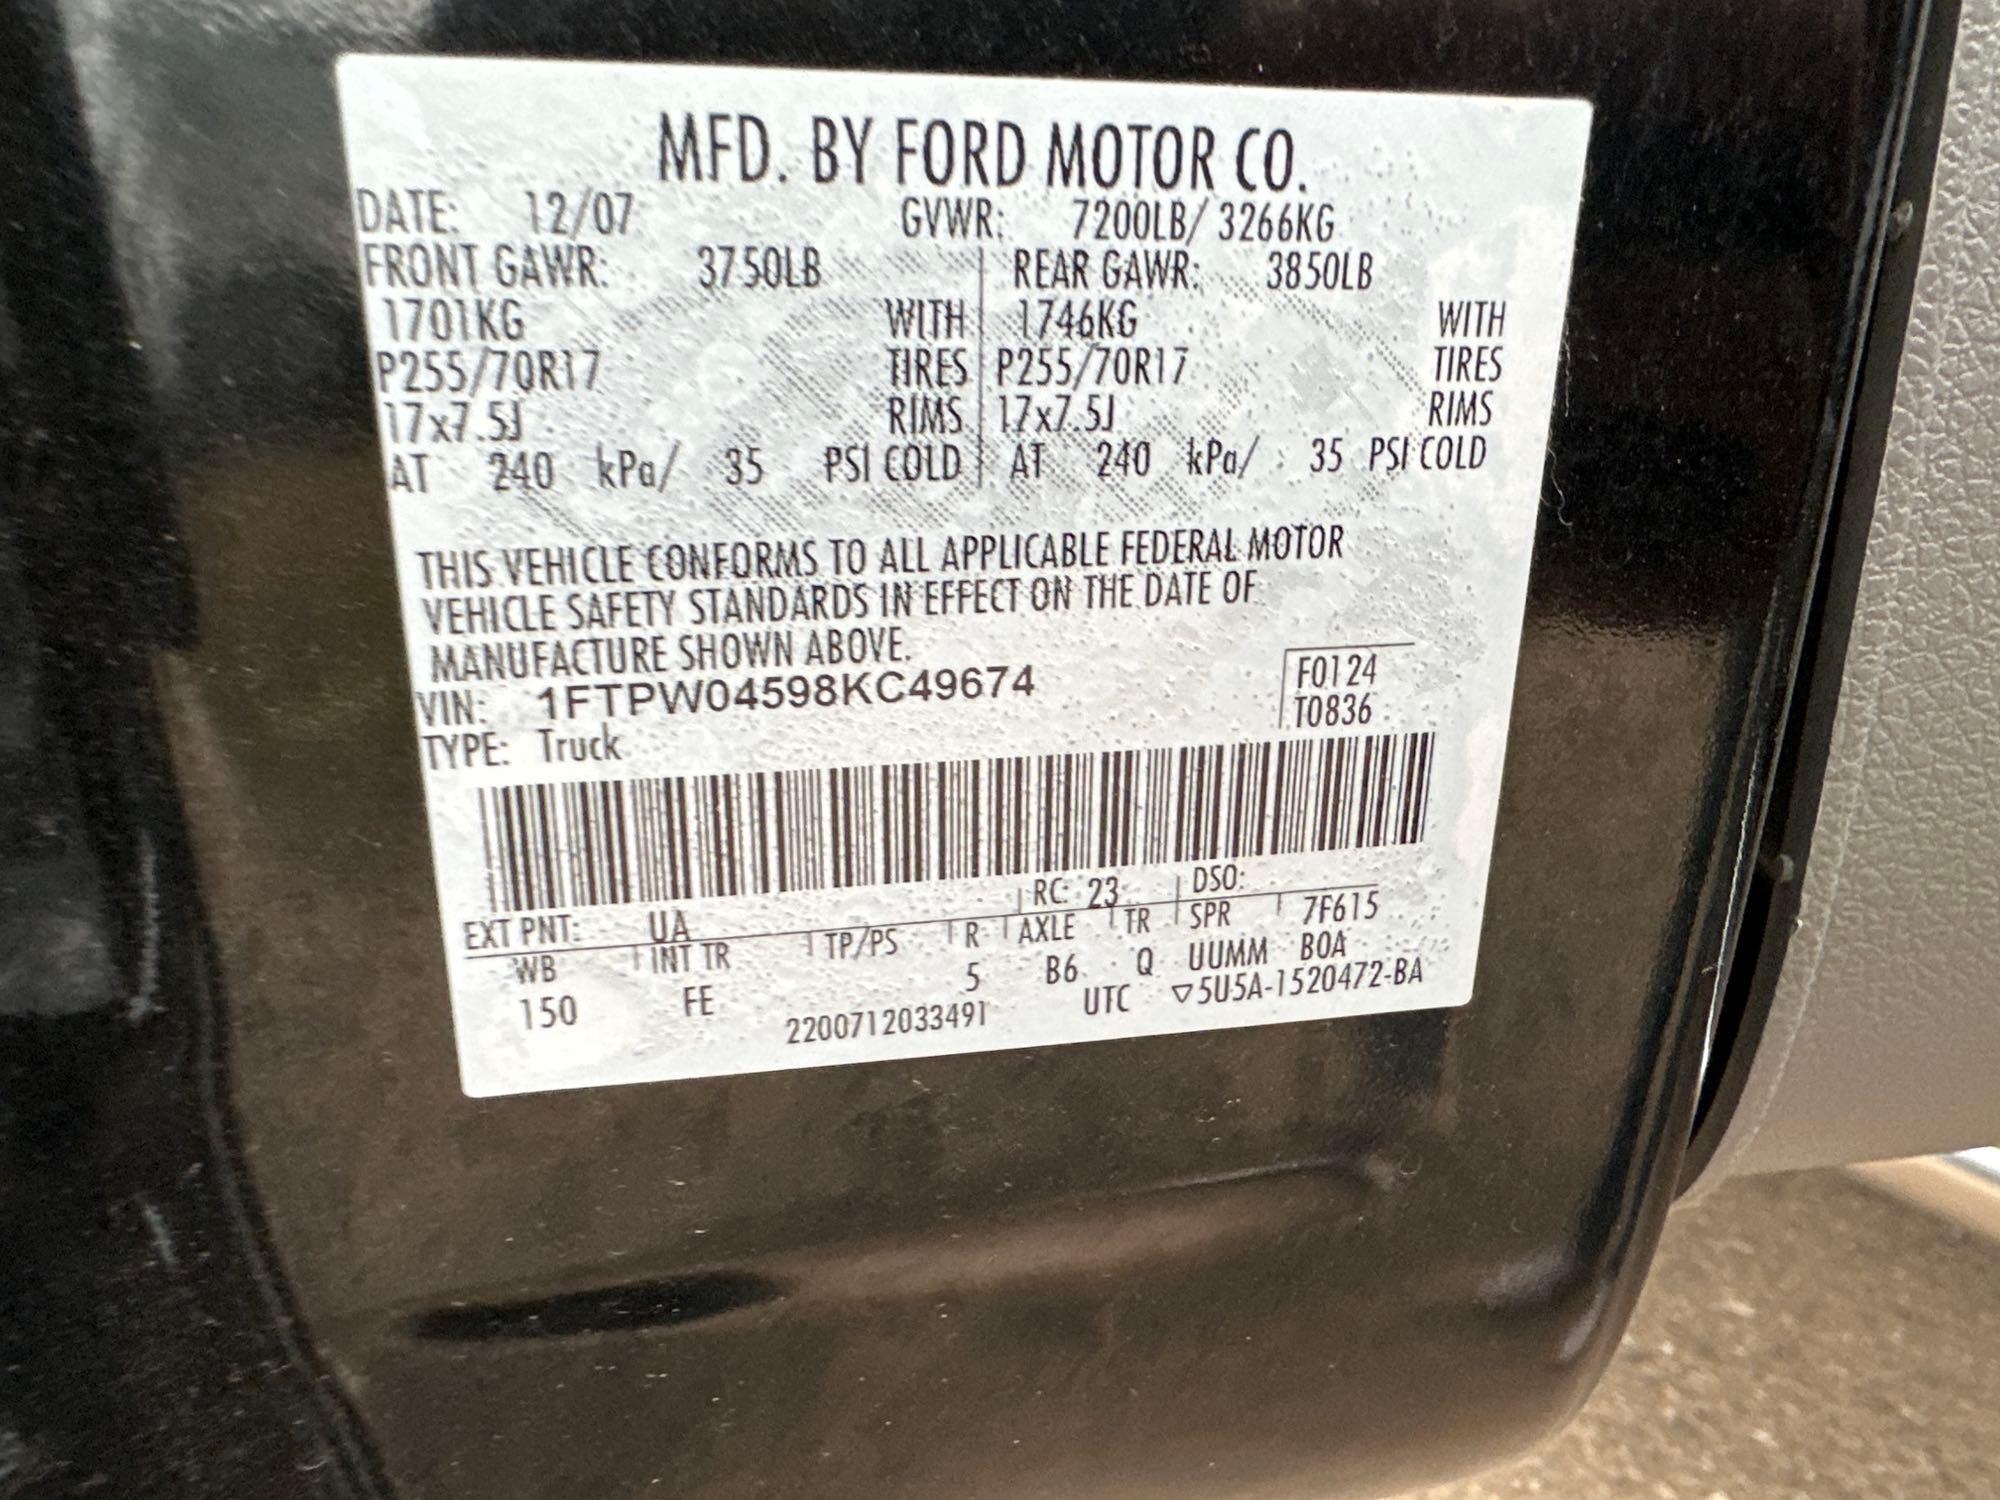 MFD. BY FORD MOTOR CO.
DATE: 12/07 GVWR: 7200LB/ 3266KG
FRONT GAWR: 3750LB REAR GAWR: 3850LB
1701KG WITH 1746KG WITH
P255/70R17 TIRES P255/70R17 TIRES
17x7.5J RIMS 17x7.5J RIMS
AT 240 kPa/ 35 PSI COLD AT 240 kPa/ 35 PSI COLD
THIS VEHICLE CONFORMS TO ALL APPLICABLE FEDERAL MOTOR
VEHICLE SAFETY STANDARDS IN EFFECT ON THE DATE OF
MANUFACTURE SHOWN ABOVE.
VIN: 1FTPW04598KC49674 F0124
TYPE: Truck T0836
EXT PNT: UA RC: 23 DSO:
WB INT TR TP/PS R AXLE TR SPR 7F615
150 FE 5 B6 Q UUMM BOA
2200712033491 UTC ▽5U5A-1520472-BA